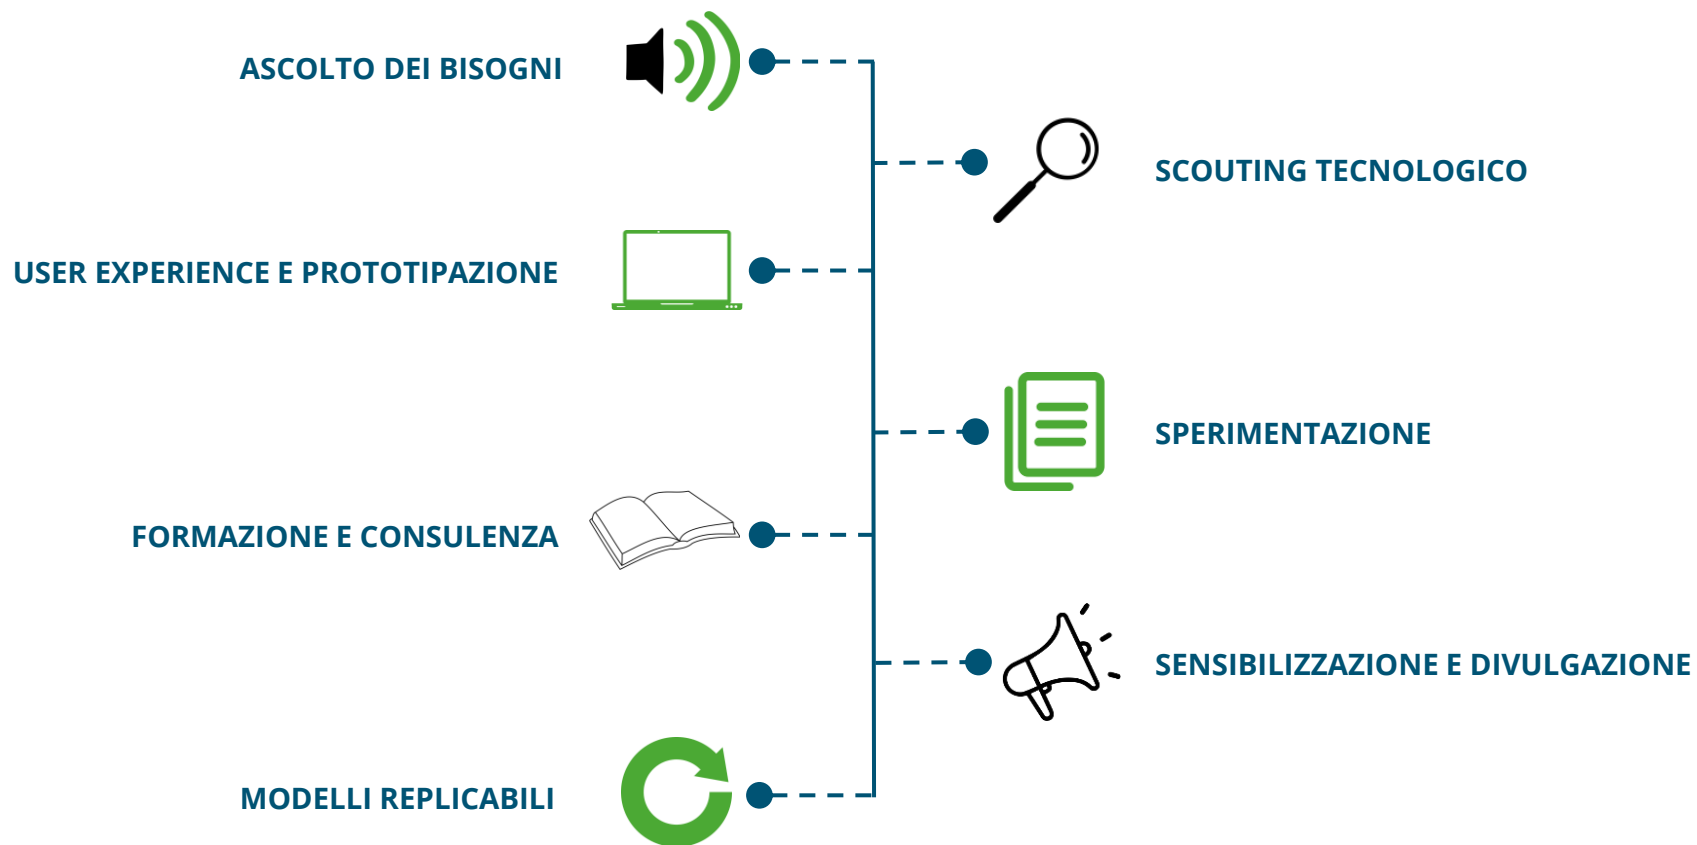 ASCOLTO DEI BISOGNI
SCOUTING TECNOLOGICO
USER EXPERIENCE E PROTOTIPAZIONE
SPERIMENTAZIONE
FORMAZIONE E CONSULENZA
SENSIBILIZZAZIONE E DIVULGAZIONE
MODELLI REPLICABILI